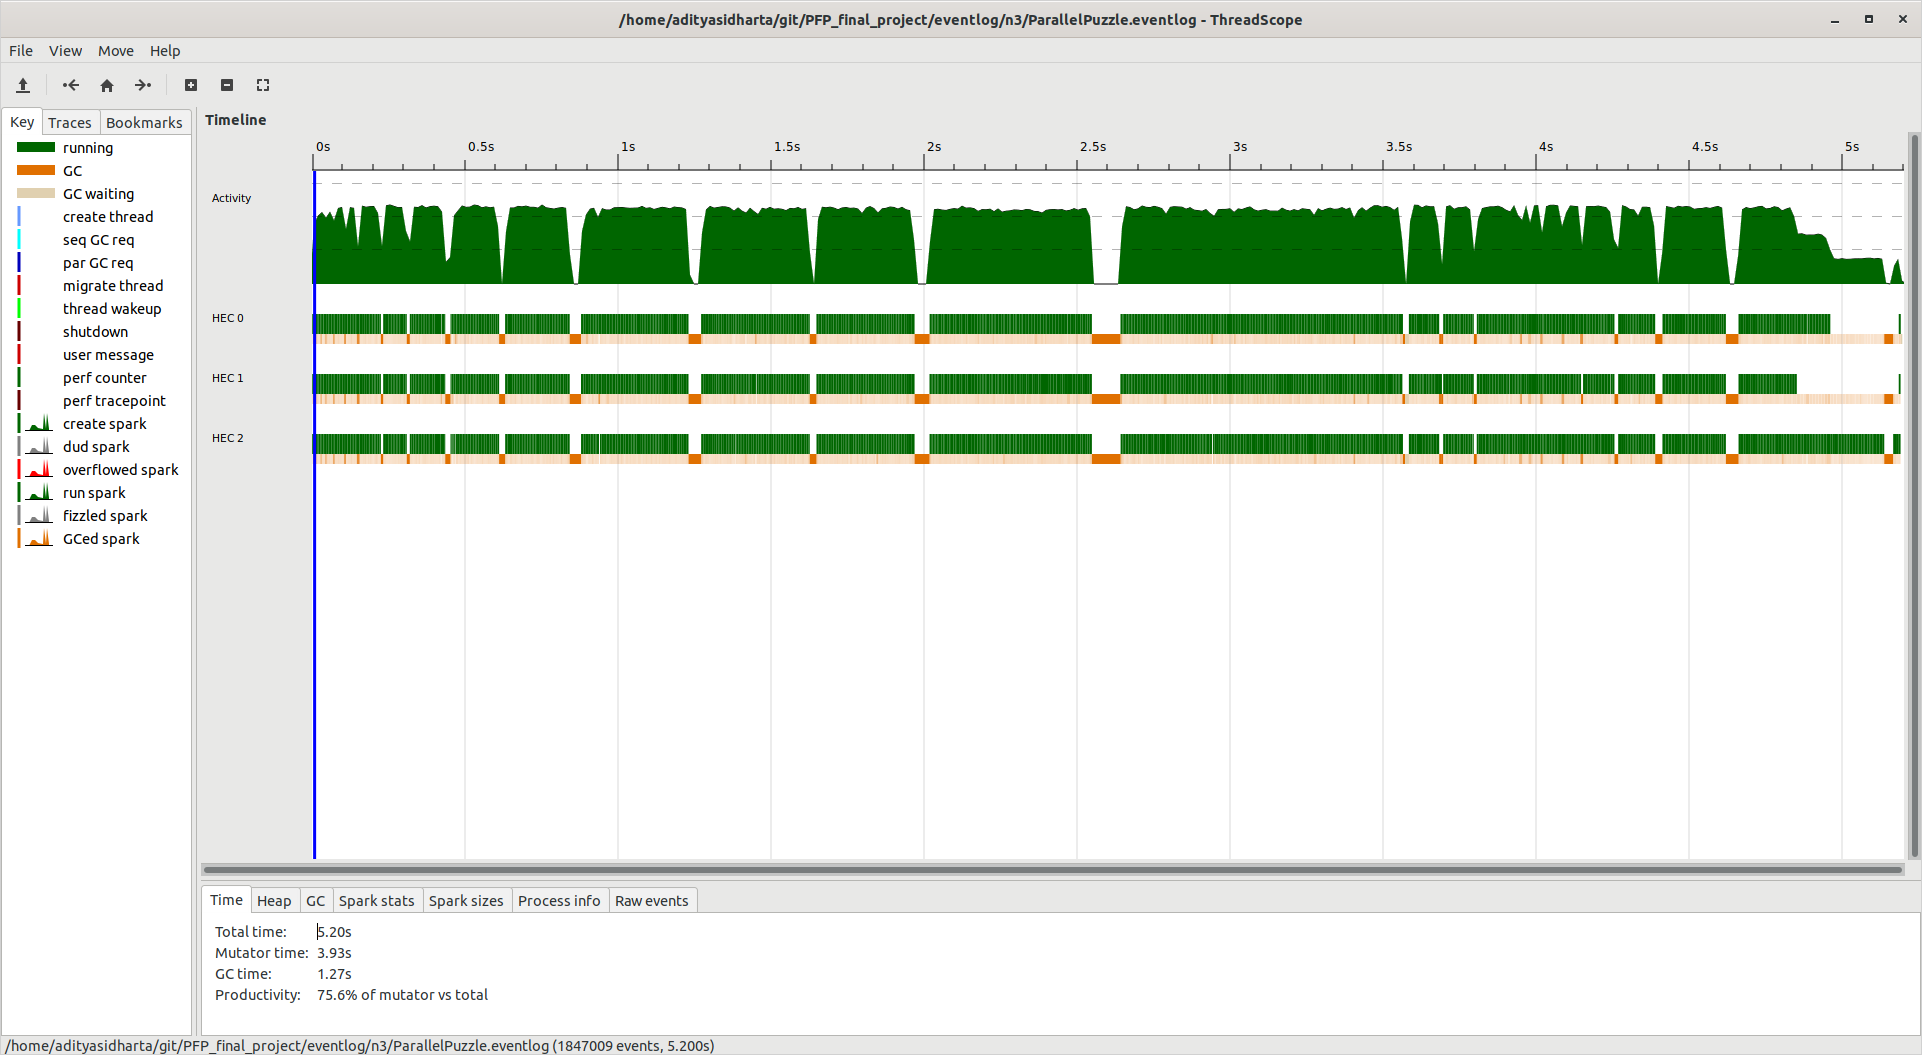 /home/adityasidharta/git/PFP_final_project/eventlog/n3/ParallelPuzzle.eventlog - ThreadScope
File View Move Help
Key Traces Bookmarks
running
GC
GC waiting
create thread
seq GC req
par GC req
migrate thread
thread wakeup
shutdown
user message
perf counter
perf tracepoint
create spark
dud spark
overflowed spark
run spark
fizzled spark
GCed spark
Timeline
0s 0.5s 1s 1.5s 2s 2.5s 3s 3.5s 4s 4.5s 5s
Activity
HEC 0
HEC 1
HEC 2
Time Heap GC Spark stats Spark sizes Process info Raw events
Total time: 5.20s
Mutator time: 3.93s
GC time: 1.27s
Productivity: 75.6% of mutator vs total
/home/adityasidharta/git/PFP_final_project/eventlog/n3/ParallelPuzzle.eventlog (1847009 events, 5.200s)